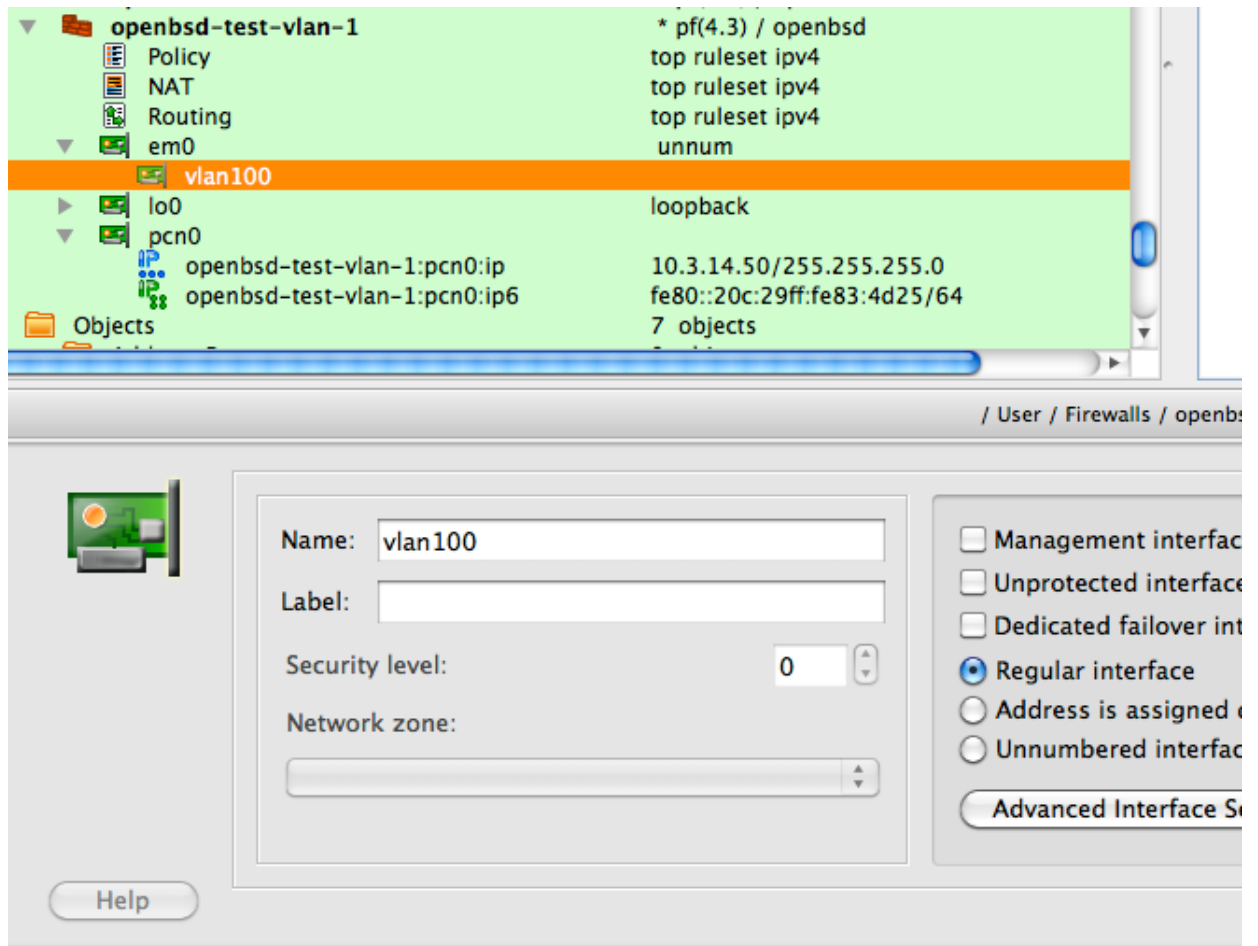 openbsd-test-vlan-1 * pf(4.3) / openbsd
Policy top ruleset ipv4
NAT top ruleset ipv4
Routing top ruleset ipv4
em0 unnum
vlan100
lo0 loopback
pcn0
openbsd-test-vlan-1:pcn0:ip 10.3.14.50/255.255.255.0
openbsd-test-vlan-1:pcn0:ip6 fe80::20c:29ff:fe83:4d25/64
Objects 7 objects
/ User / Firewalls / openbs
Name: vlan100
Label:
Security level: 0
Network zone:
Management interfac
Unprotected interface
Dedicated failover int
Regular interface
Address is assigned
Unnumbered interfac
Advanced Interface Se
Help